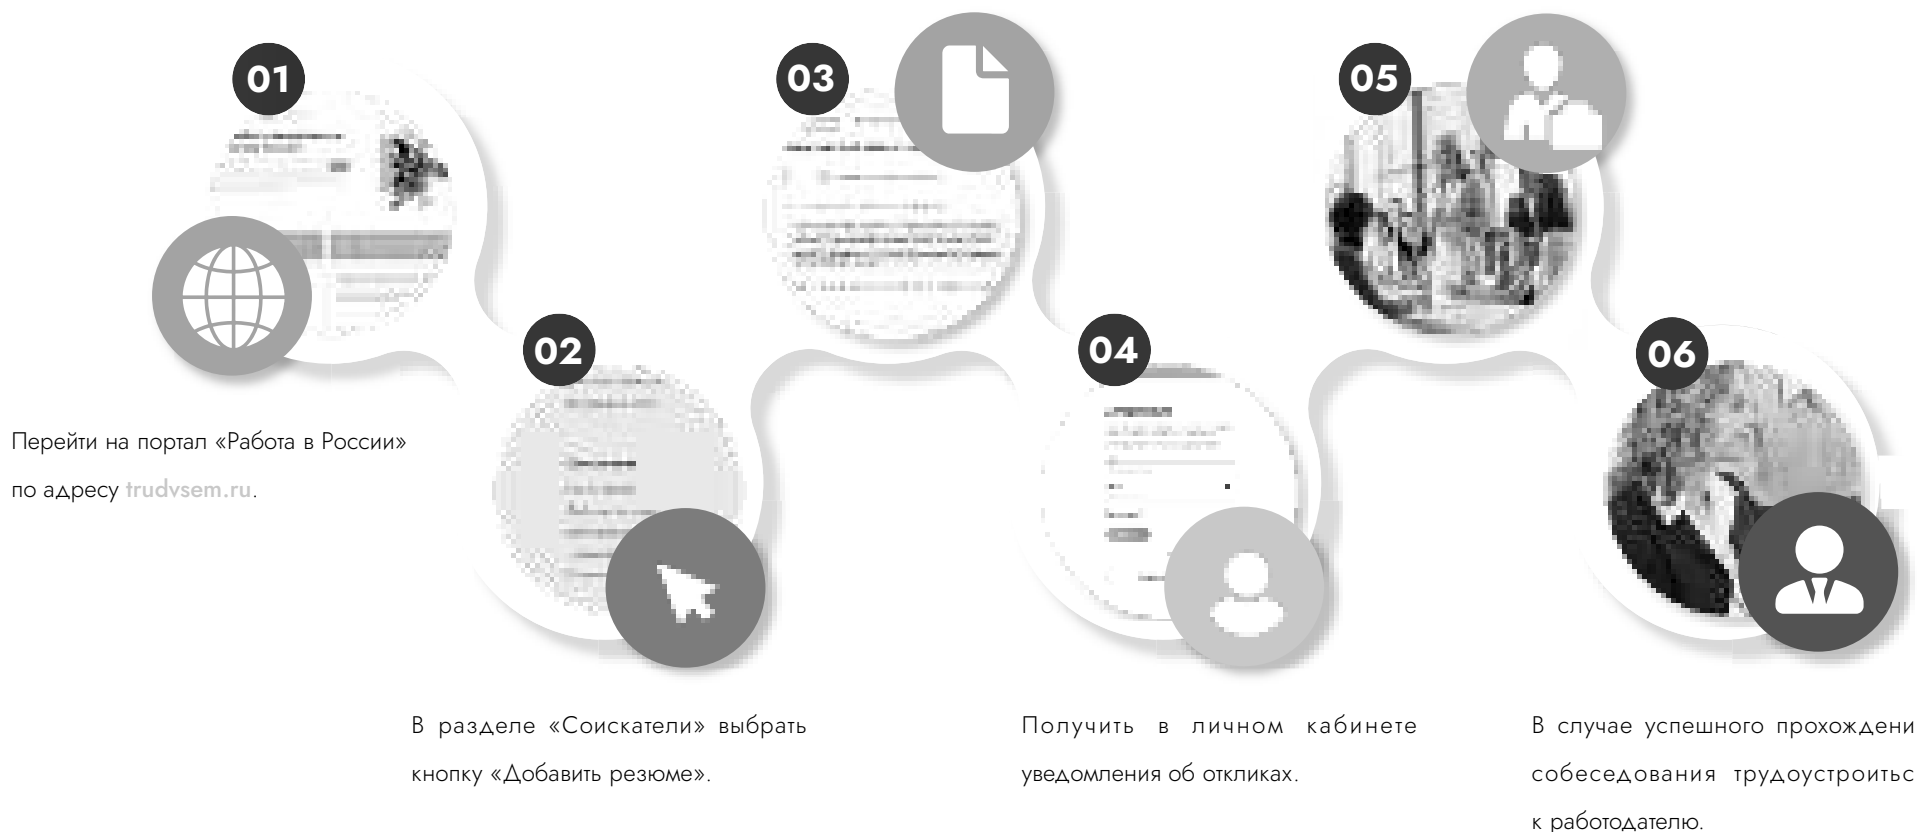 01
03
05
02
04
06
Перейти на портал «Работа в России»
по адресу trudvsem.ru.
В разделе «Соискатели» выбрать
кнопку «Добавить резюме».
Получить в личном кабинете
уведомления об откликах.
В случае успешного прохождени
собеседования трудоустроитьс
к работодателю.